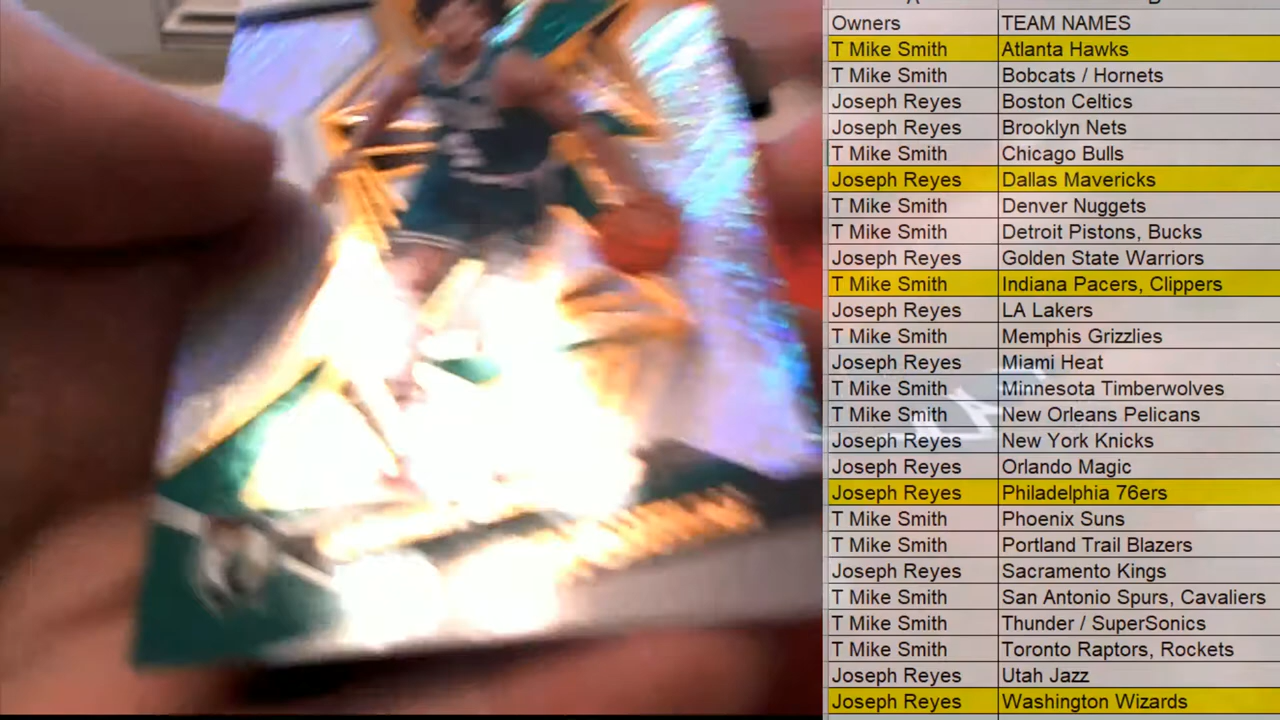 Owners TEAM NAMES
T Mike Smith Atlanta Hawks
T Mike Smith Bobcats / Hornets
Joseph Reyes Boston Celtics
Joseph Reyes Brooklyn Nets
T Mike Smith Chicago Bulls
Joseph Reyes Dallas Mavericks
T Mike Smith Denver Nuggets
T Mike Smith Detroit Pistons, Bucks
Joseph Reyes Golden State Warriors
T Mike Smith Indiana Pacers, Clippers
Joseph Reyes LA Lakers
T Mike Smith Memphis Grizzlies
Joseph Reyes Miami Heat
T Mike Smith Minnesota Timberwolves
T Mike Smith New Orleans Pelicans
Joseph Reyes New York Knicks
Joseph Reyes Orlando Magic
Joseph Reyes Philadelphia 76ers
T Mike Smith Phoenix Suns
T Mike Smith Portland Trail Blazers
Joseph Reyes Sacramento Kings
T Mike Smith San Antonio Spurs, Cavaliers
T Mike Smith Thunder / SuperSonics
T Mike Smith Toronto Raptors, Rockets
Joseph Reyes Utah Jazz
Joseph Reyes Washington Wizards